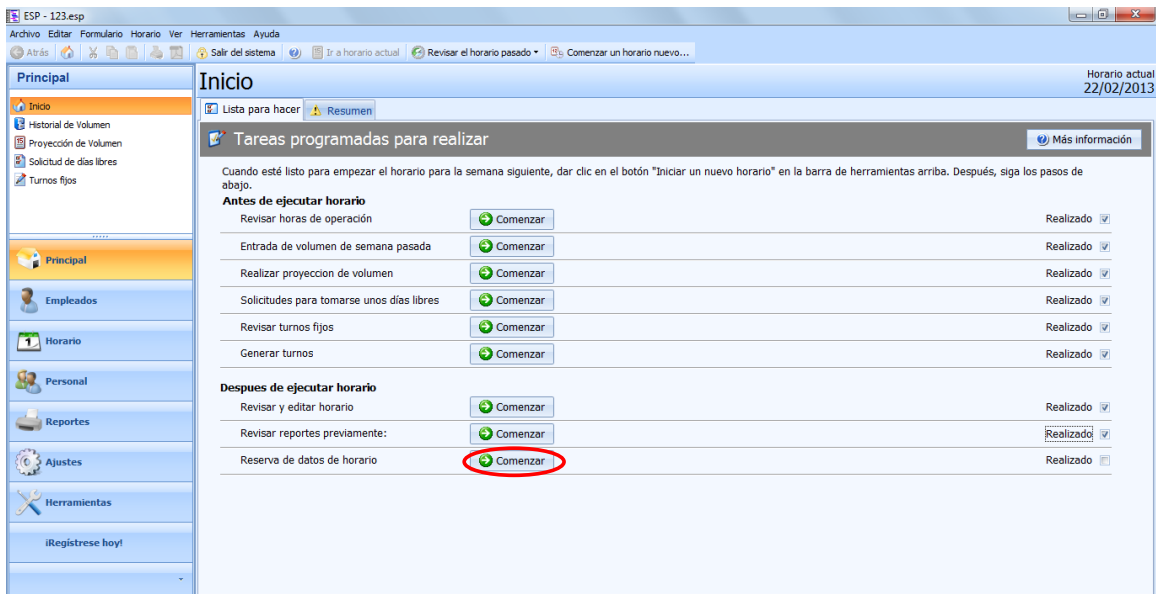 ESP - 123.esp
Archivo Editar Formulario Horario Ver Herramientas Ayuda
Atrás Salir del sistema Ir a horario actual Revisar el horario pasado Comenzar un horario nuevo...
Principal
Inicio
Horario actual
22/02/2013
Inicio
Historial de Volumen
Proyección de Volumen
Solicitud de días libres
Turnos fijos
Lista para hacer Resumen
Tareas programadas para realizar Más información
Cuando esté listo para empezar el horario para la semana siguiente, dar clic en el botón "Iniciar un nuevo horario" en la barra de herramientas arriba. Después, siga los pasos de
abajo.
Antes de ejecutar horario
Revisar horas de operación Comenzar Realizado
Entrada de volumen de semana pasada Comenzar Realizado
Realizar proyeccion de volumen Comenzar Realizado
Solicitudes para tomarse unos días libres Comenzar Realizado
Revisar turnos fijos Comenzar Realizado
Generar turnos Comenzar Realizado
Despues de ejecutar horario
Revisar y editar horario Comenzar Realizado
Revisar reportes previamente: Comenzar Realizado
Reserva de datos de horario Comenzar Realizado
Principal
Empleados
1 Horario
Personal
Reportes
Ajustes
Herramientas
¡Regístrese hoy!